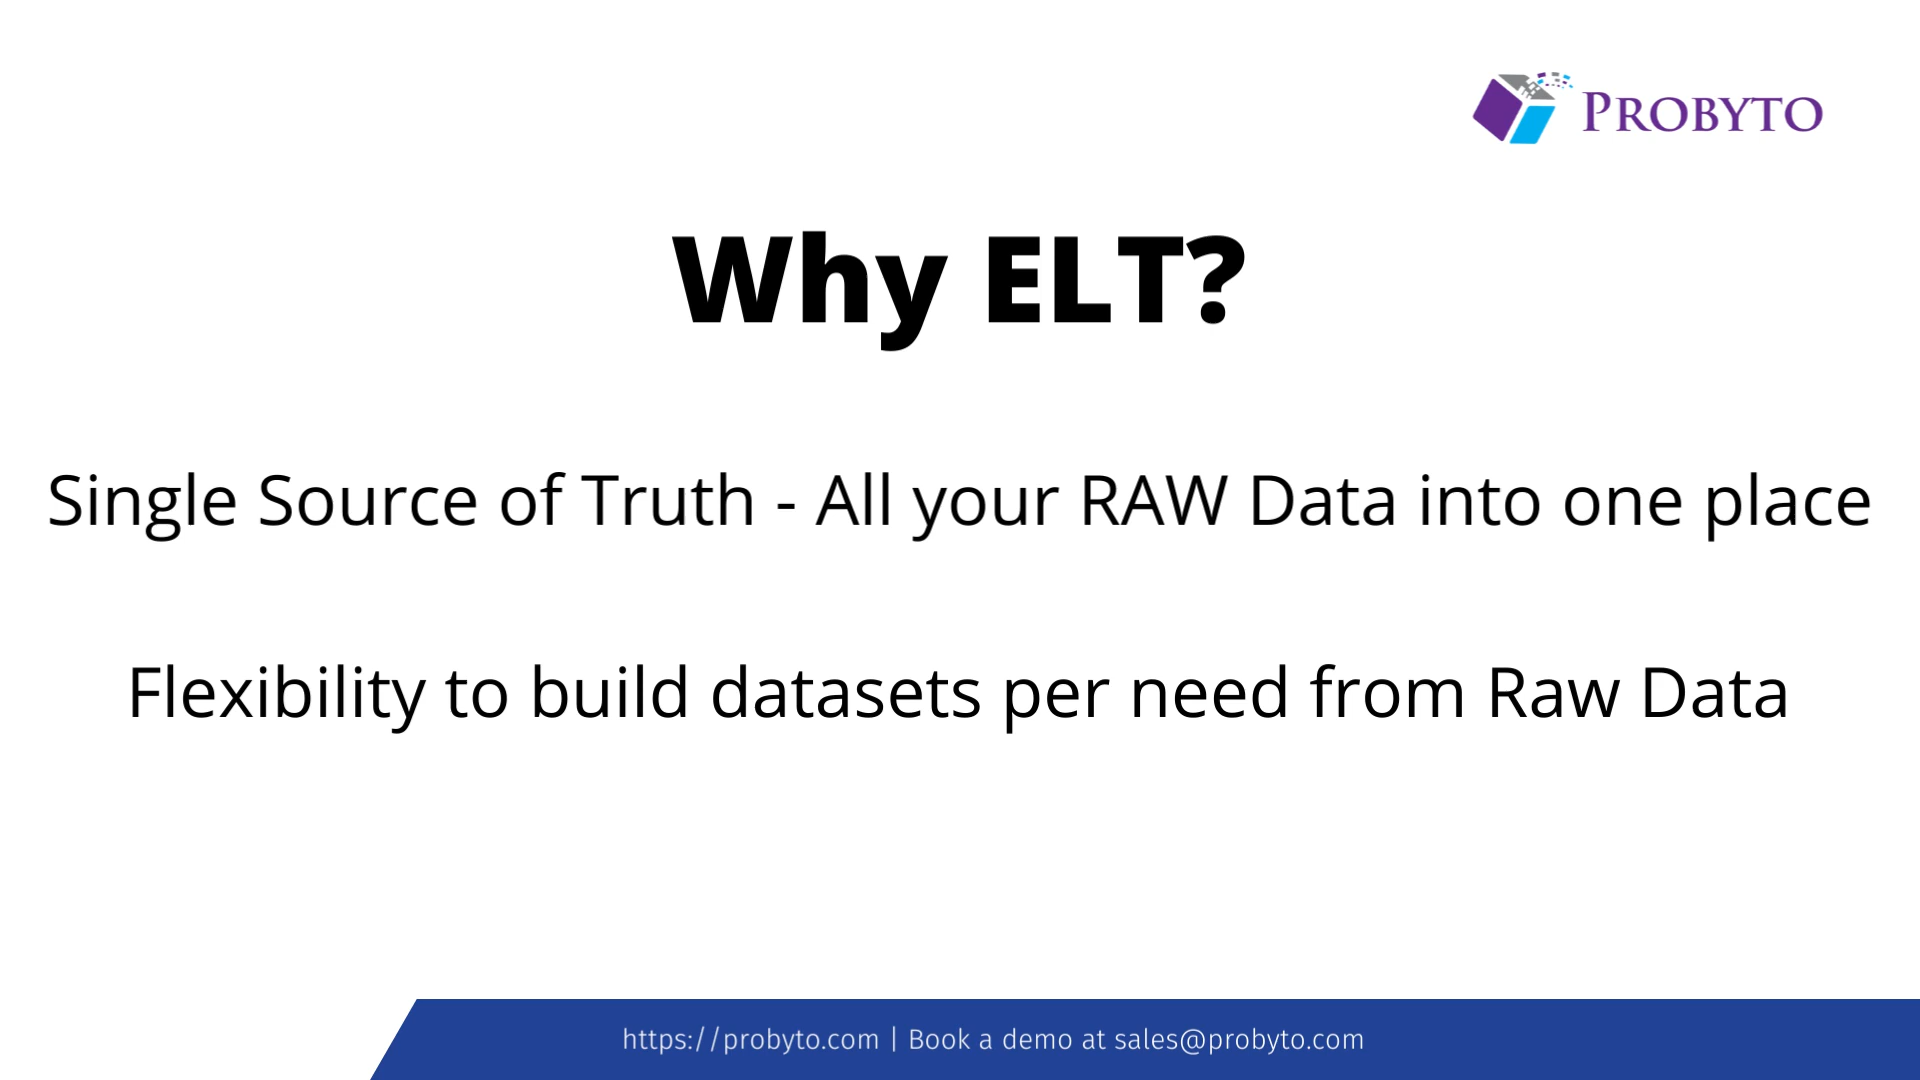 PROBYTO
Why ELT?
Single Source of Truth - All your RAW Data into one place
Flexibility to build datasets per need from Raw Data
https://probyto.com | Book a demo at sales@probyto.com